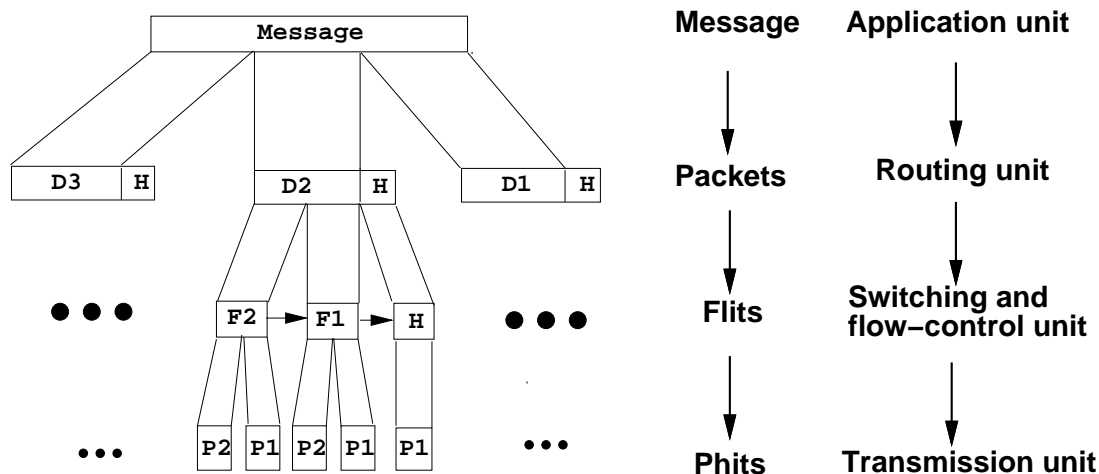 Message
Message
Application unit
D3
H
D2
H
D1
H
Packets
Routing unit
F2
F1
H
Flits
Switching and
flow−control unit
P2
P1
P2
P1
P1
Phits
Transmission unit